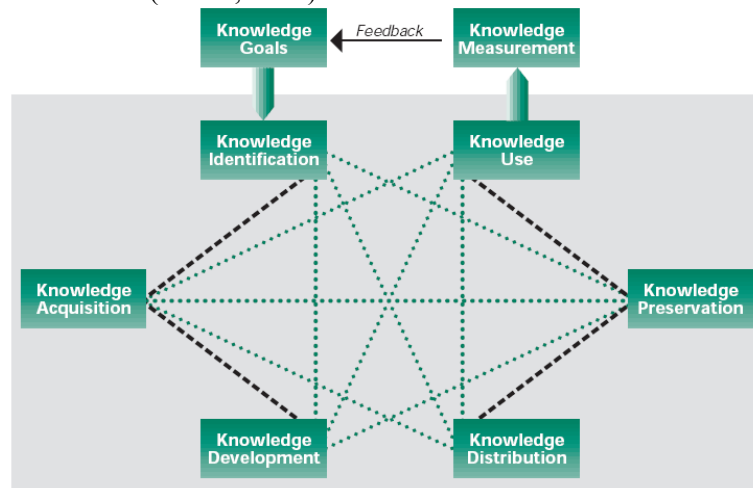 Knowledge
Goals
Feedback
Knowledge
Measurement
Knowledge
Identification
Knowledge
Use
Knowledge
Acquisition
Knowledge
Preservation
Knowledge
Development
Knowledge
Distribution